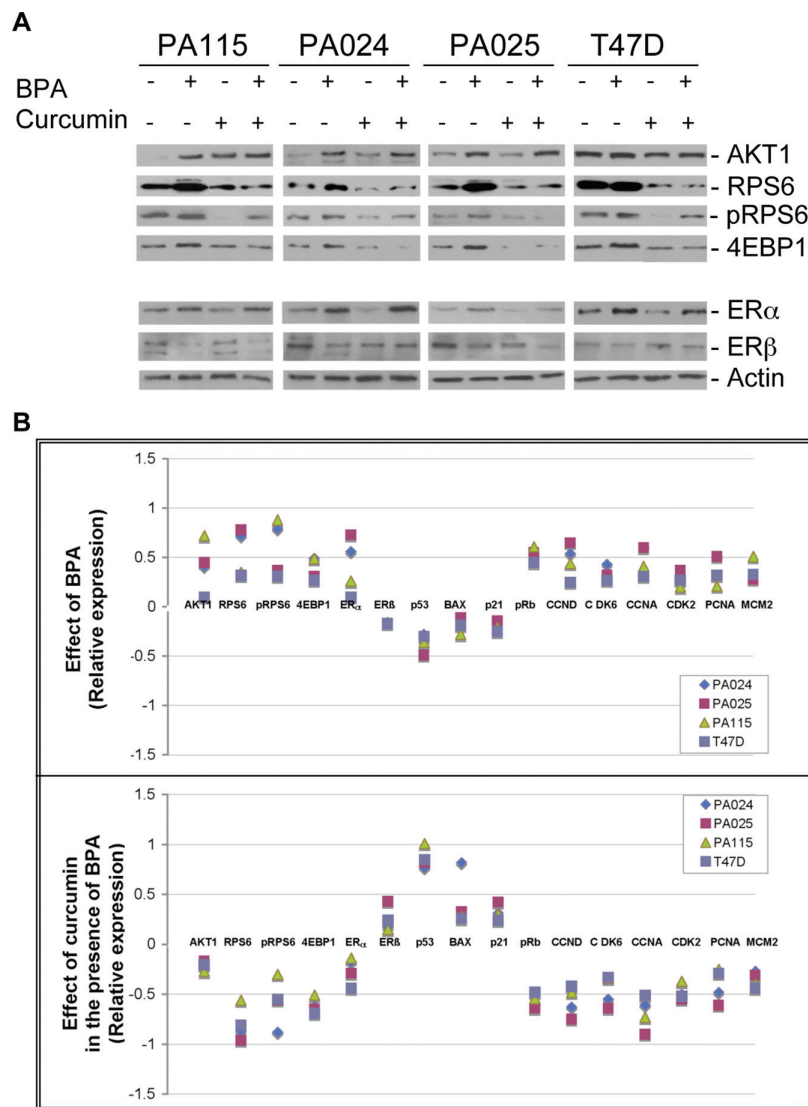 A
PA115 PA024 PA025 T47D
BPA - + - + - + - + - + - + - + - +
Curcumin - - + + - - + + - - + + - - + +
- AKT1
- RPS6
- pRPS6
- 4EBP1
- ERα
- ERβ
- Actin
B
Effect of BPA
(Relative expression)
1.5
1
0.5
0
-0.5
-1
-1.5
AKT1 RPS6 pRPS6 4EBP1 ERα ERß p53 BAX p21 pRb CCND C DK6 CCNA CDK2 PCNA MCM2
PA024
PA025
PA115
T47D
Effect of curcumin
in the presence of BPA
(Relative expression)
1.5
1
0.5
0
-0.5
-1
-1.5
PA024
PA025
PA115
T47D
AKT1 RPS6 pRPS6 4EBP1 ERα ERß p53 BAX p21 pRb CCND C DK6 CCNA CDK2 PCNA MCM2